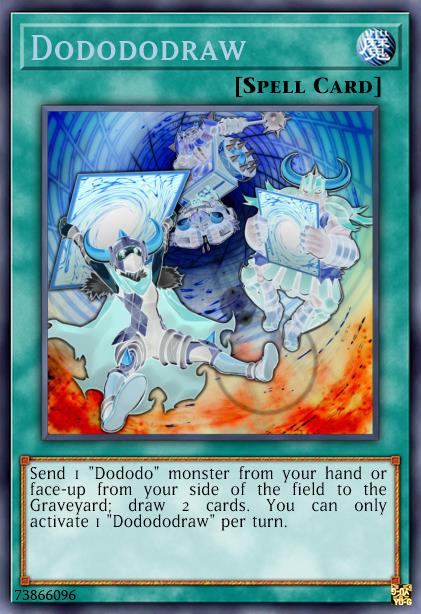 Dodododraw
魔
[Spell Card]
Send 1 "Dododo" monster from your hand or
face-up from your side of the field to the
Graveyard; draw 2 cards. You can only
activate 1 "Dodododraw" per turn.
73866096